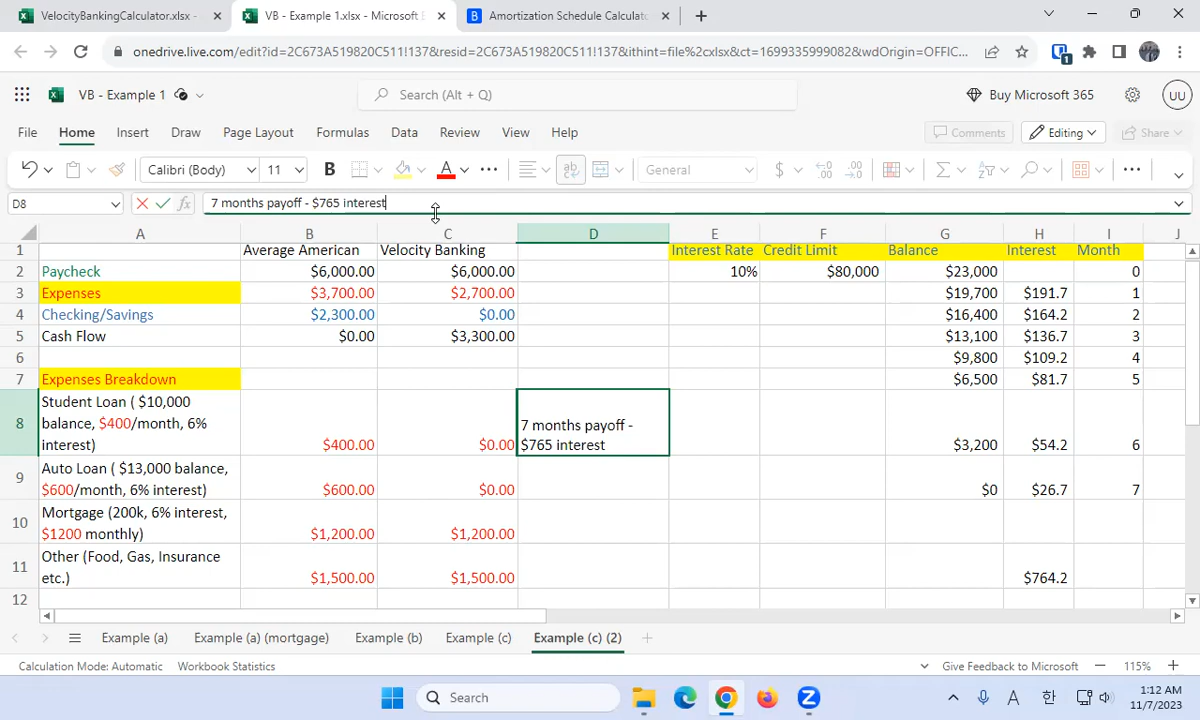 VelocityBankingCalculator.xlsx -
VB - Example 1.xlsx - Microsoft E
Amortization Schedule Calculato
onedrive.live.com/edit?id=2C673A519820C511!137&resid=2C673A519820C511!137&ithint=file%2cxlsx&ct=1699335999082&wdOrigin=OFFIC...
VB - Example 1
Search (Alt + Q)
Buy Microsoft 365
UU
File Home Insert Draw Page Layout Formulas Data Review View Help
Comments Editing Share
Calibri (Body) 11 B A General $
D8 fx 7 months payoff - $765 interest
A B C D E F G H I J
1 Average American Velocity Banking Interest Rate Credit Limit Balance Interest Month
2 Paycheck $6,000.00 $6,000.00 10% $80,000 $23,000 0
3 Expenses $3,700.00 $2,700.00 $19,700 $191.7 1
4 Checking/Savings $2,300.00 $0.00 $16,400 $164.2 2
5 Cash Flow $0.00 $3,300.00 $13,100 $136.7 3
6 $9,800 $109.2 4
7 Expenses Breakdown $6,500 $81.7 5
Student Loan ( $10,000
8 balance, $400/month, 6% 7 months payoff -
interest) $400.00 $0.00 $765 interest $3,200 $54.2 6
Auto Loan ( $13,000 balance,
9 $600/month, 6% interest) $600.00 $0.00 $0 $26.7 7
Mortgage (200k, 6% interest,
10 $1200 monthly) $1,200.00 $1,200.00
Other (Food, Gas, Insurance
11 etc.) $1,500.00 $1,500.00 $764.2
12
Example (a) Example (a) (mortgage) Example (b) Example (c) Example (c) (2)
Calculation Mode: Automatic Workbook Statistics Give Feedback to Microsoft 115%
Search
A 한 1:12 AM
11/7/2023